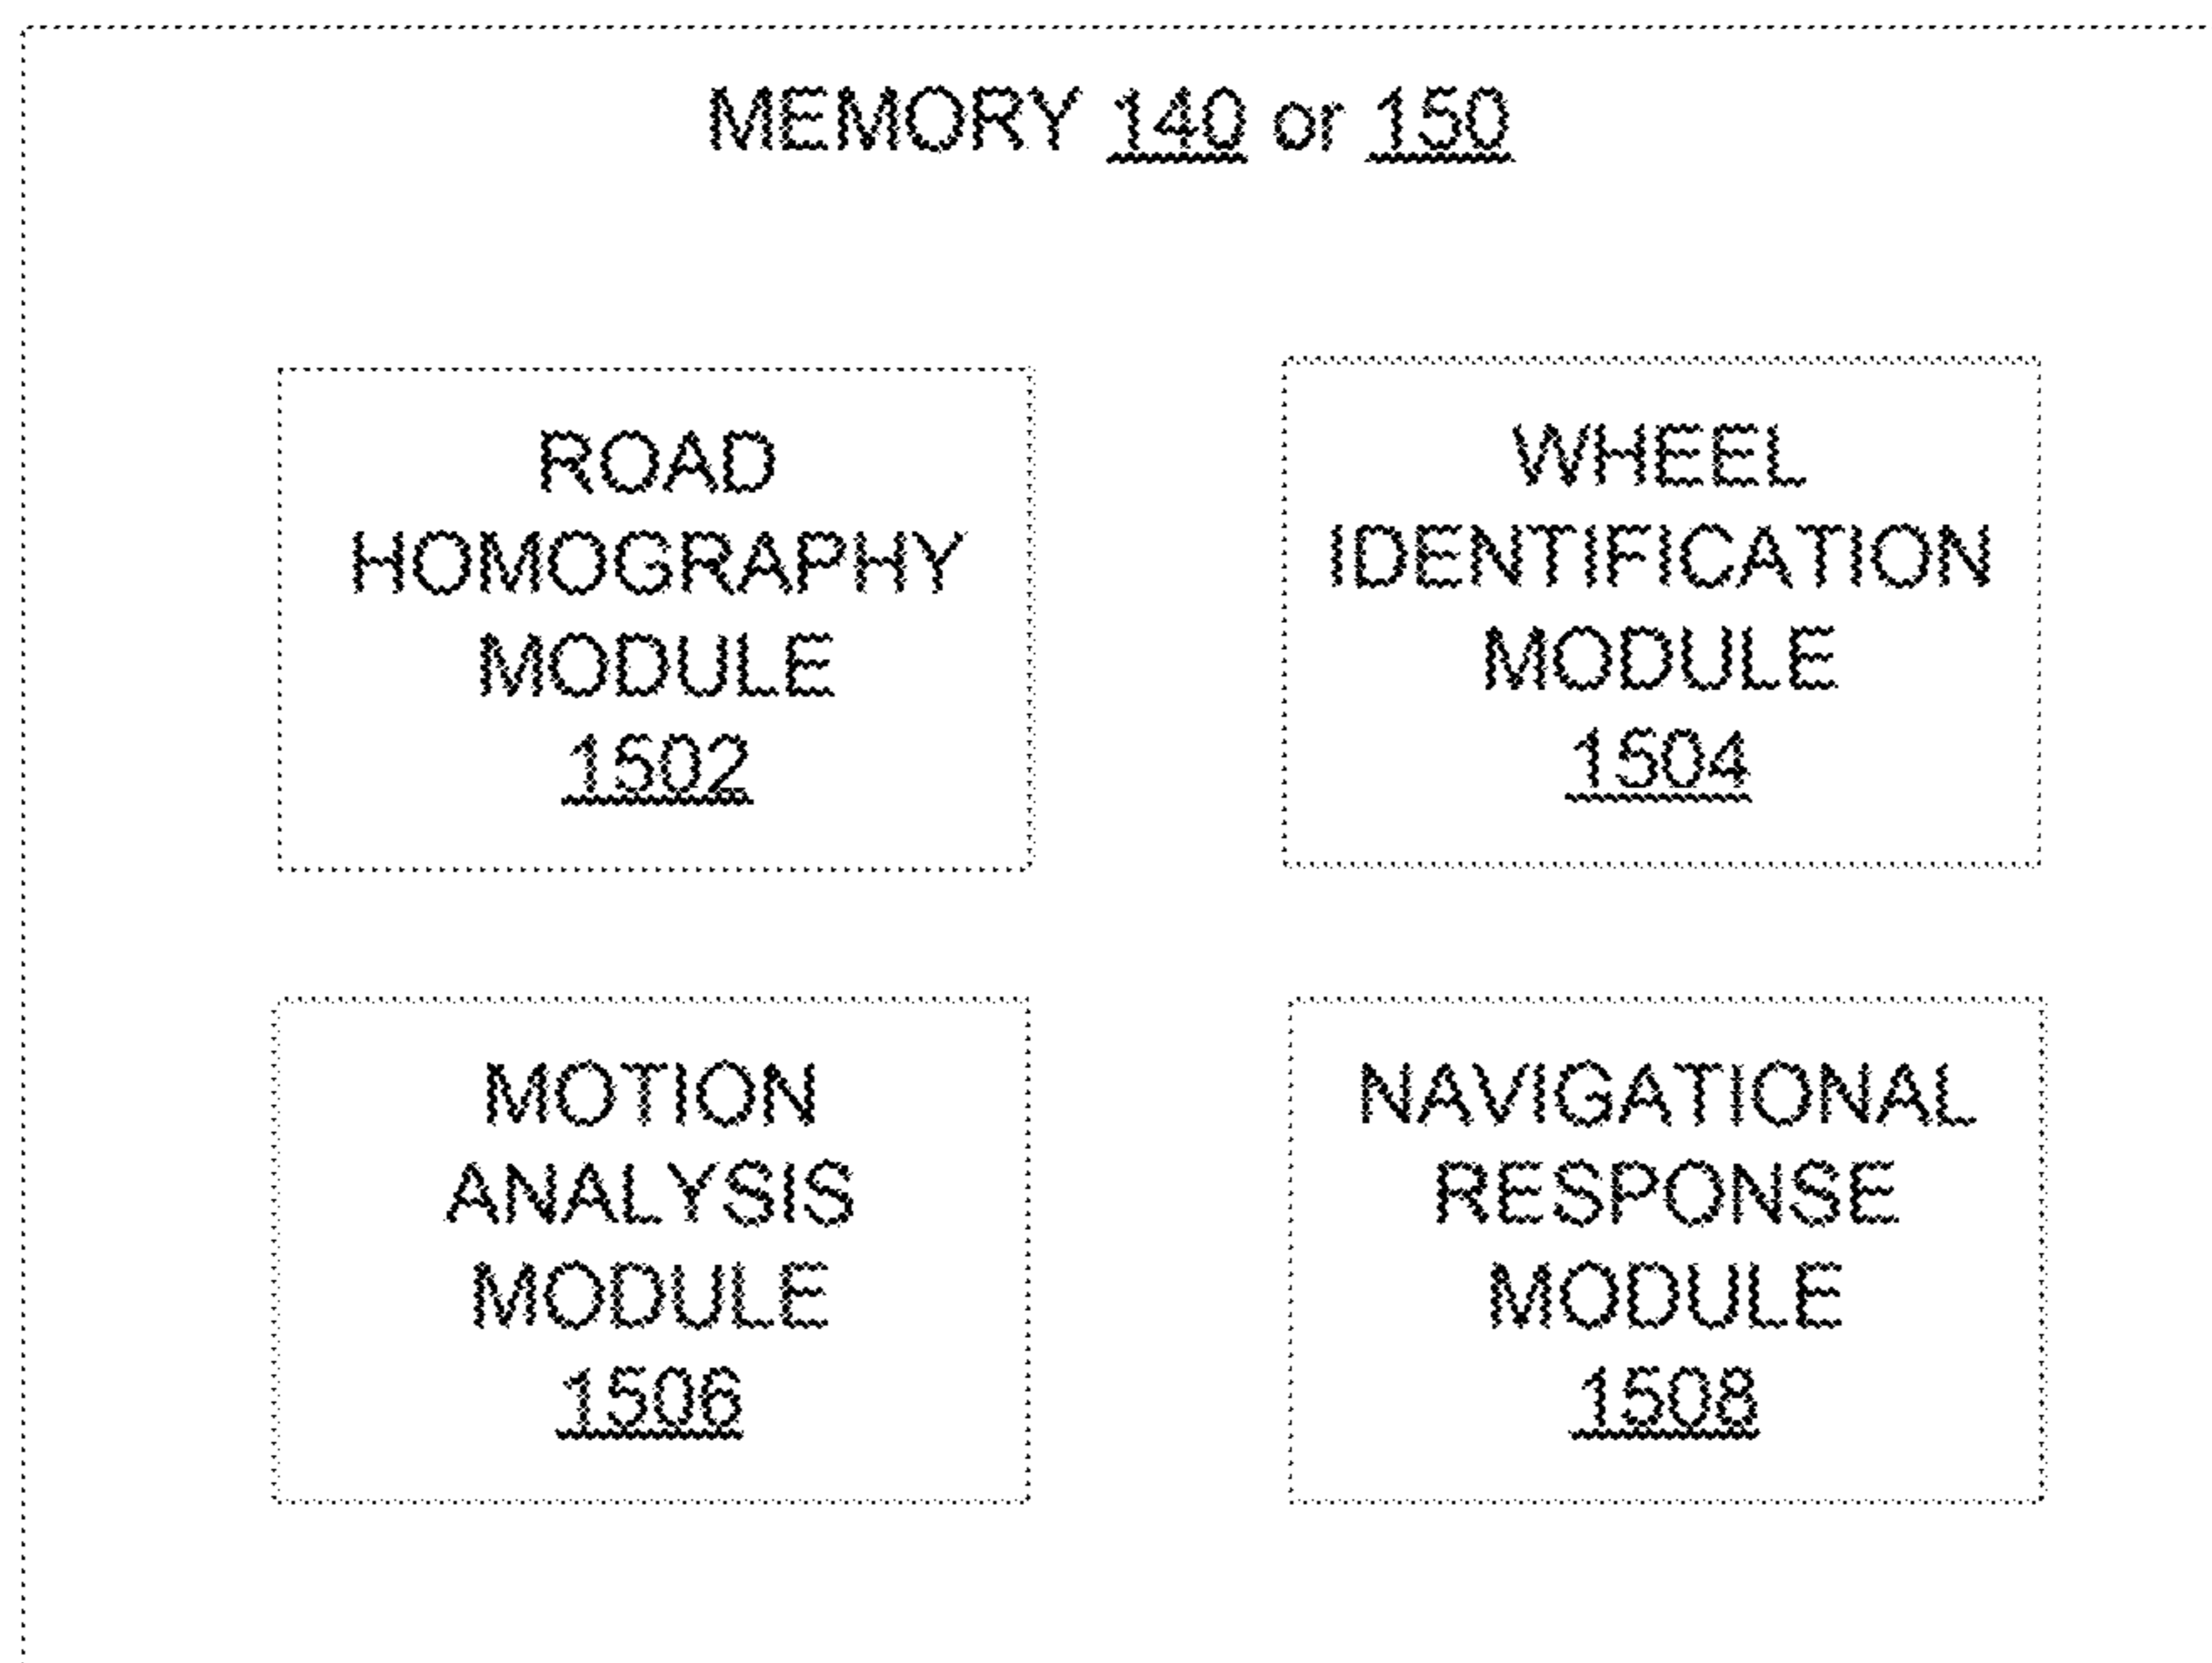 MEMORY 140 or 150
ROAD
HOMOGRAPHY
MODULE
1502
WHEEL
IDENTIFICATION
MODULE
1504
MOTION
ANALYSIS
MODULE
1506
NAVIGATIONAL
RESPONSE
MODULE
1508